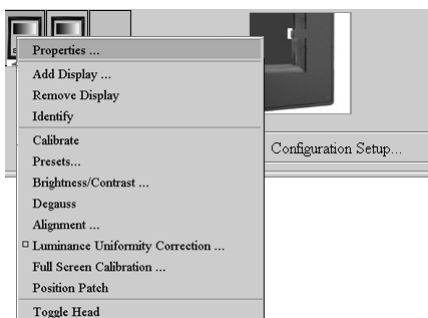 Properties ...
Add Display ...
Remove Display
Identify
Calibrate
Configuration Setup...
Presets...
Brightness/Contrast ...
Degauss
Alignment ...
Luminance Uniformity Correction ...
Full Screen Calibration ...
Position Patch
Toggle Head